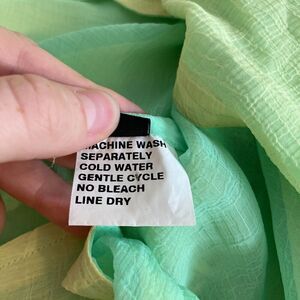 MACHINE WASH
SEPARATELY
COLD WATER
GENTLE CYCLE
NO BLEACH
LINE DRY